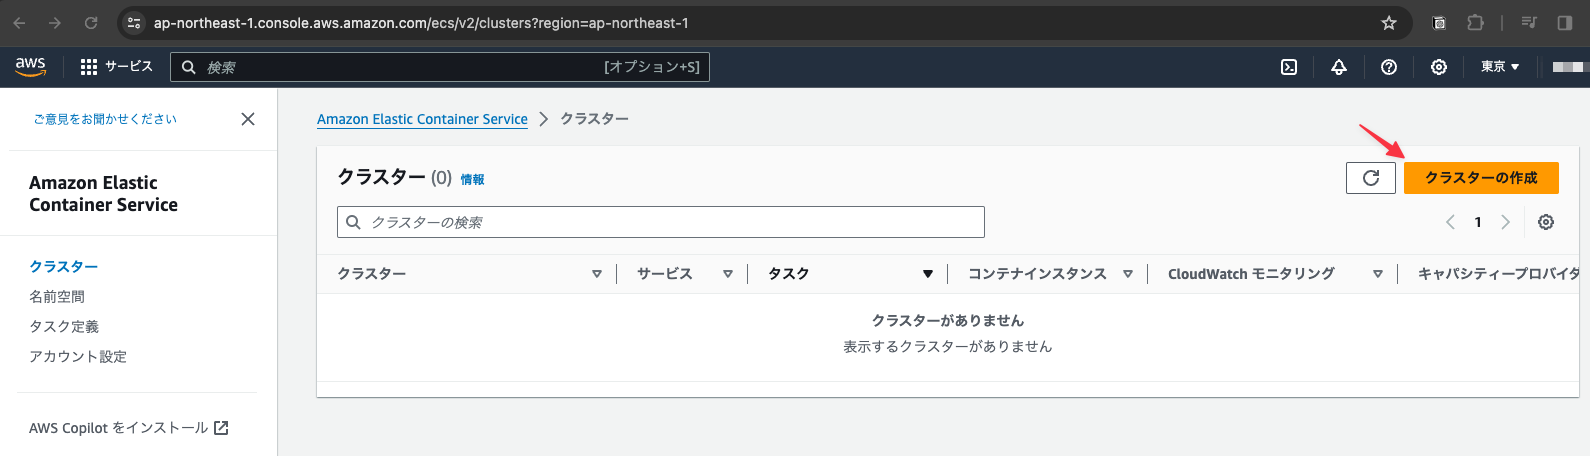 ap-northeast-1.console.aws.amazon.com/ecs/v2/clusters?region=ap-northeast-1
aws サービス 検索 [オプション+S] 東京
ご意見をお聞かせください
Amazon Elastic Container Service クラスター
Amazon Elastic
Container Service
クラスター (0) 情報
クラスターの作成
クラスターの検索
1
クラスター サービス タスク コンテナインスタンス CloudWatch モニタリング キャパシティープロバイダ
クラスターがありません
表示するクラスターがありません
クラスター
名前空間
タスク定義
アカウント設定
AWS Copilot をインストール